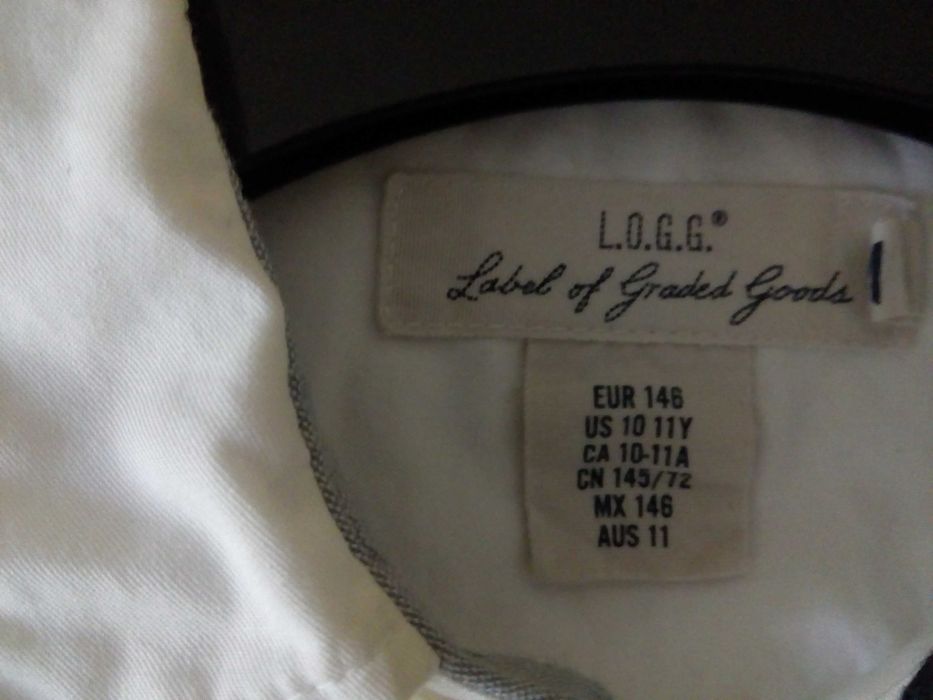 L.O.G.G.®
Label of Graded Goods
EUR 146
US 10 11Y
CA 10-11A
CN 145/72
MX 146
AUS 11